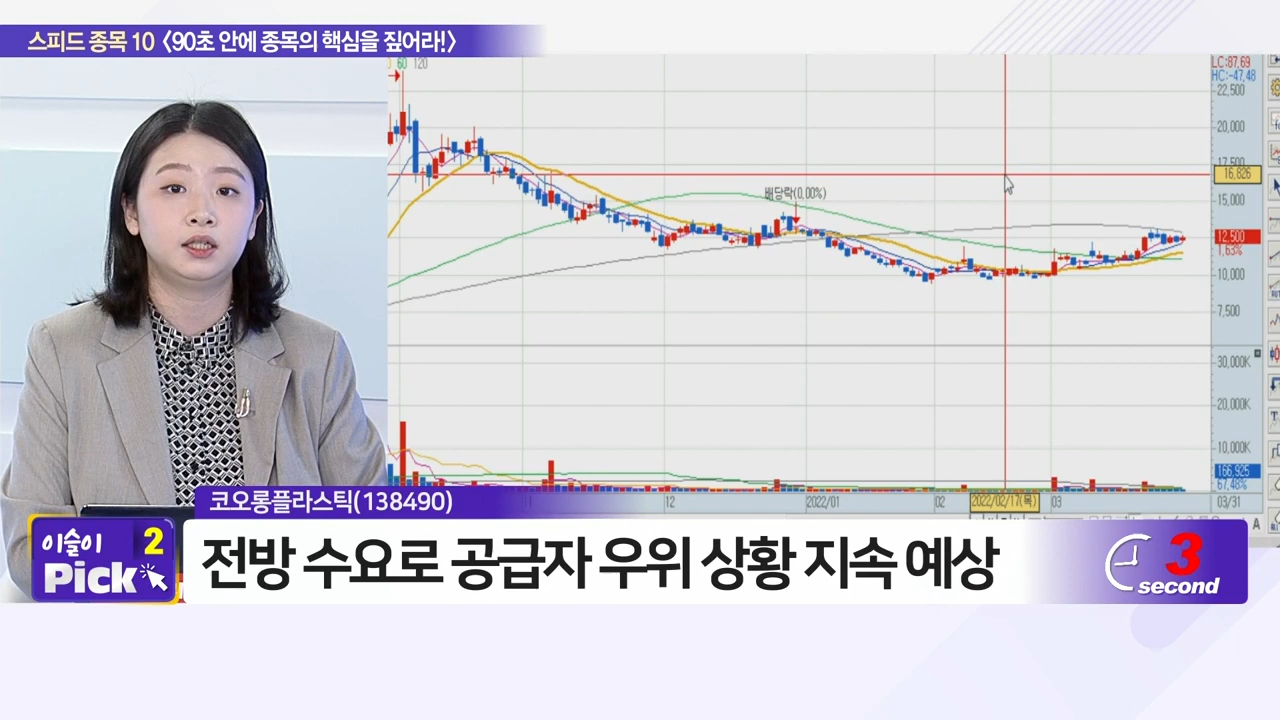 스피드 종목 10 <90초 안에 종목의 핵심을 짚어라!>
60 120
LC:87.69
HC:-47.48
22,500
20,000
17,500
16,826
15,000
배당락(0,00%)
12,500
1,63%
10,000
7,500
30,000K
20,000K
10,000K
166,925
67,48%
12
2022/01
02
2022/02/17(목)
03
03/31
A
코오롱플라스틱(138490)
이슬이 2
Pick
전방 수요로 공급자 우위 상황 지속 예상
3
second